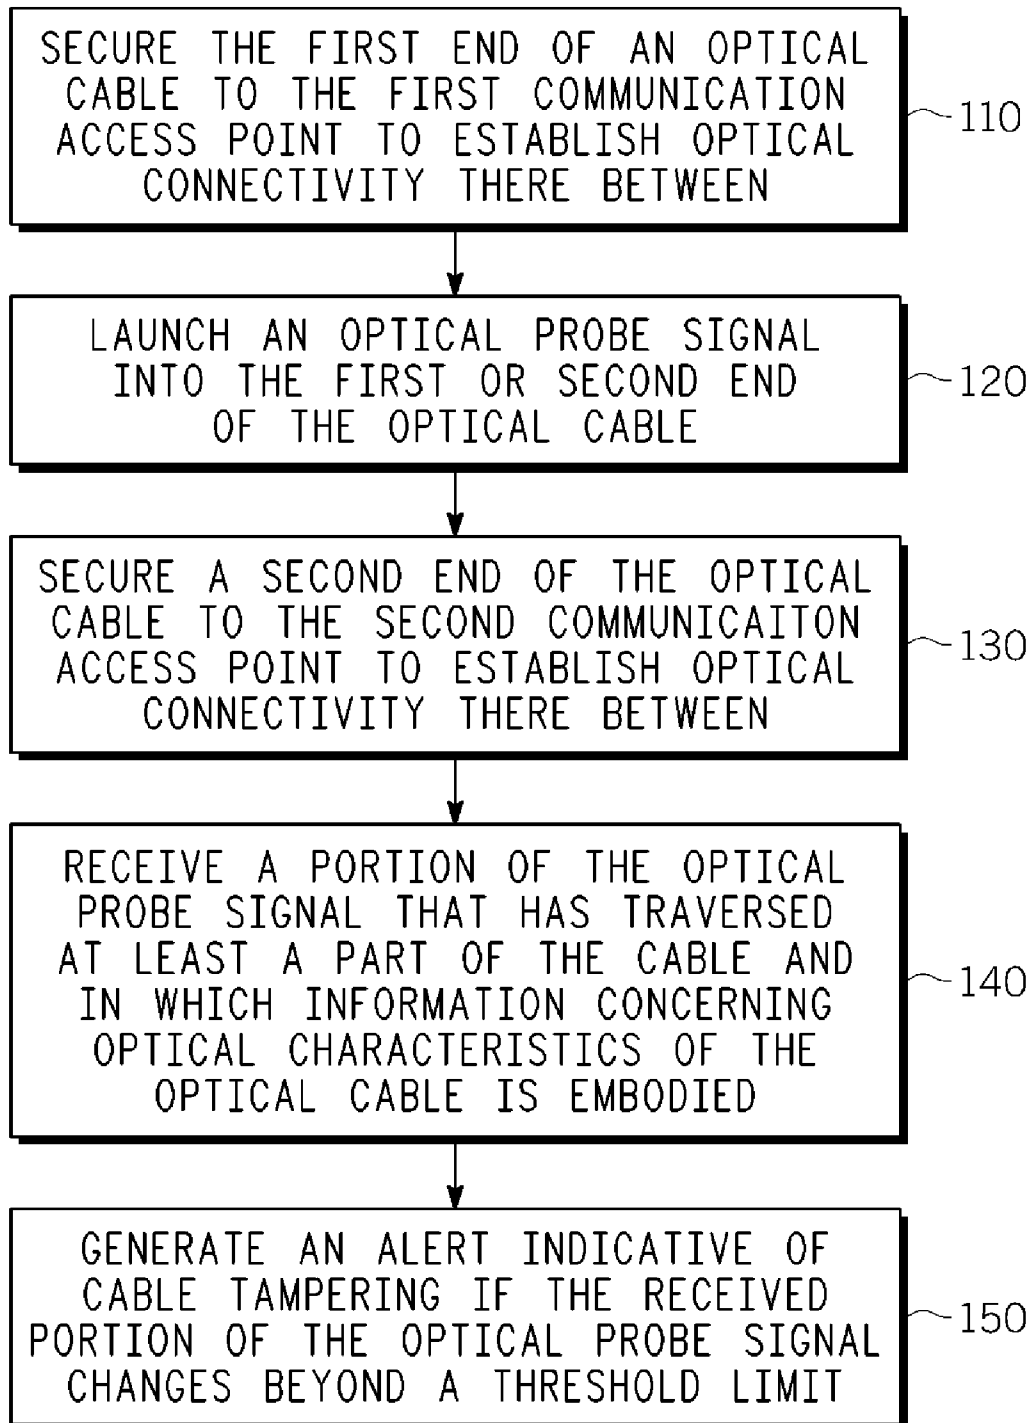 SECURE THE FIRST END OF AN OPTICAL
CABLE TO THE FIRST COMMUNICATION
ACCESS POINT TO ESTABLISH OPTICAL
CONNECTIVITY THERE BETWEEN
110
LAUNCH AN OPTICAL PROBE SIGNAL
INTO THE FIRST OR SECOND END
OF THE OPTICAL CABLE
120
SECURE A SECOND END OF THE OPTICAL
CABLE TO THE SECOND COMMUNICAITON
ACCESS POINT TO ESTABLISH OPTICAL
CONNECTIVITY THERE BETWEEN
130
RECEIVE A PORTION OF THE OPTICAL
PROBE SIGNAL THAT HAS TRAVERSED
AT LEAST A PART OF THE CABLE AND
IN WHICH INFORMATION CONCERNING
OPTICAL CHARACTERISTICS OF THE
OPTICAL CABLE IS EMBODIED
140
GENERATE AN ALERT INDICATIVE OF
CABLE TAMPERING IF THE RECEIVED
PORTION OF THE OPTICAL PROBE SIGNAL
CHANGES BEYOND A THRESHOLD LIMIT
150